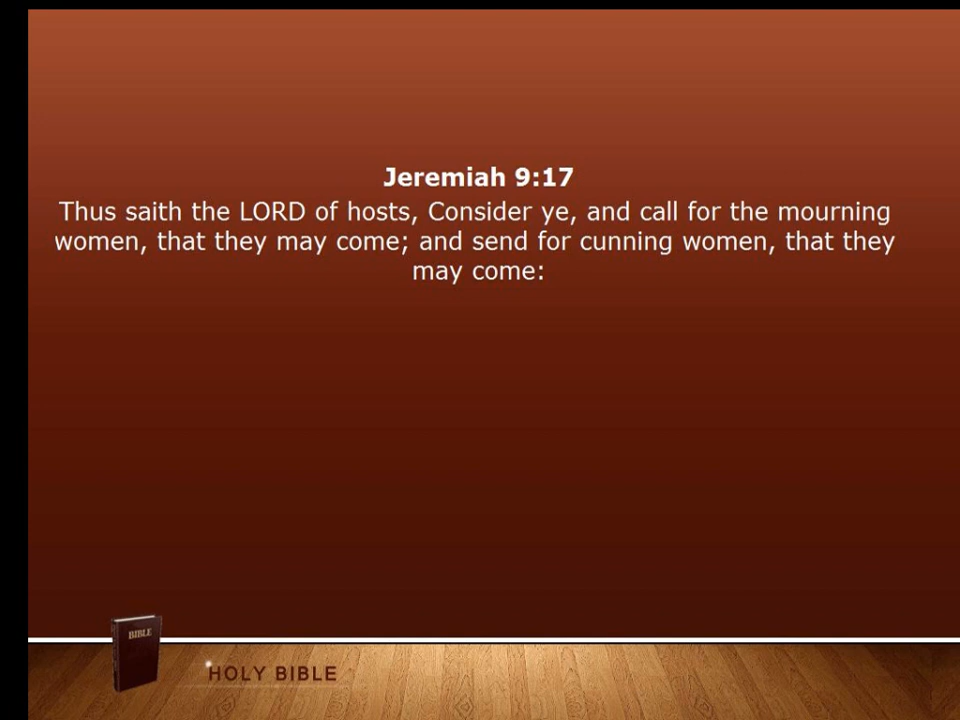 Jeremiah 9:17
Thus saith the LORD of hosts, Consider ye, and call for the mourning
women, that they may come; and send for cunning women, that they
may come:
BIBLE
HOLY BIBLE